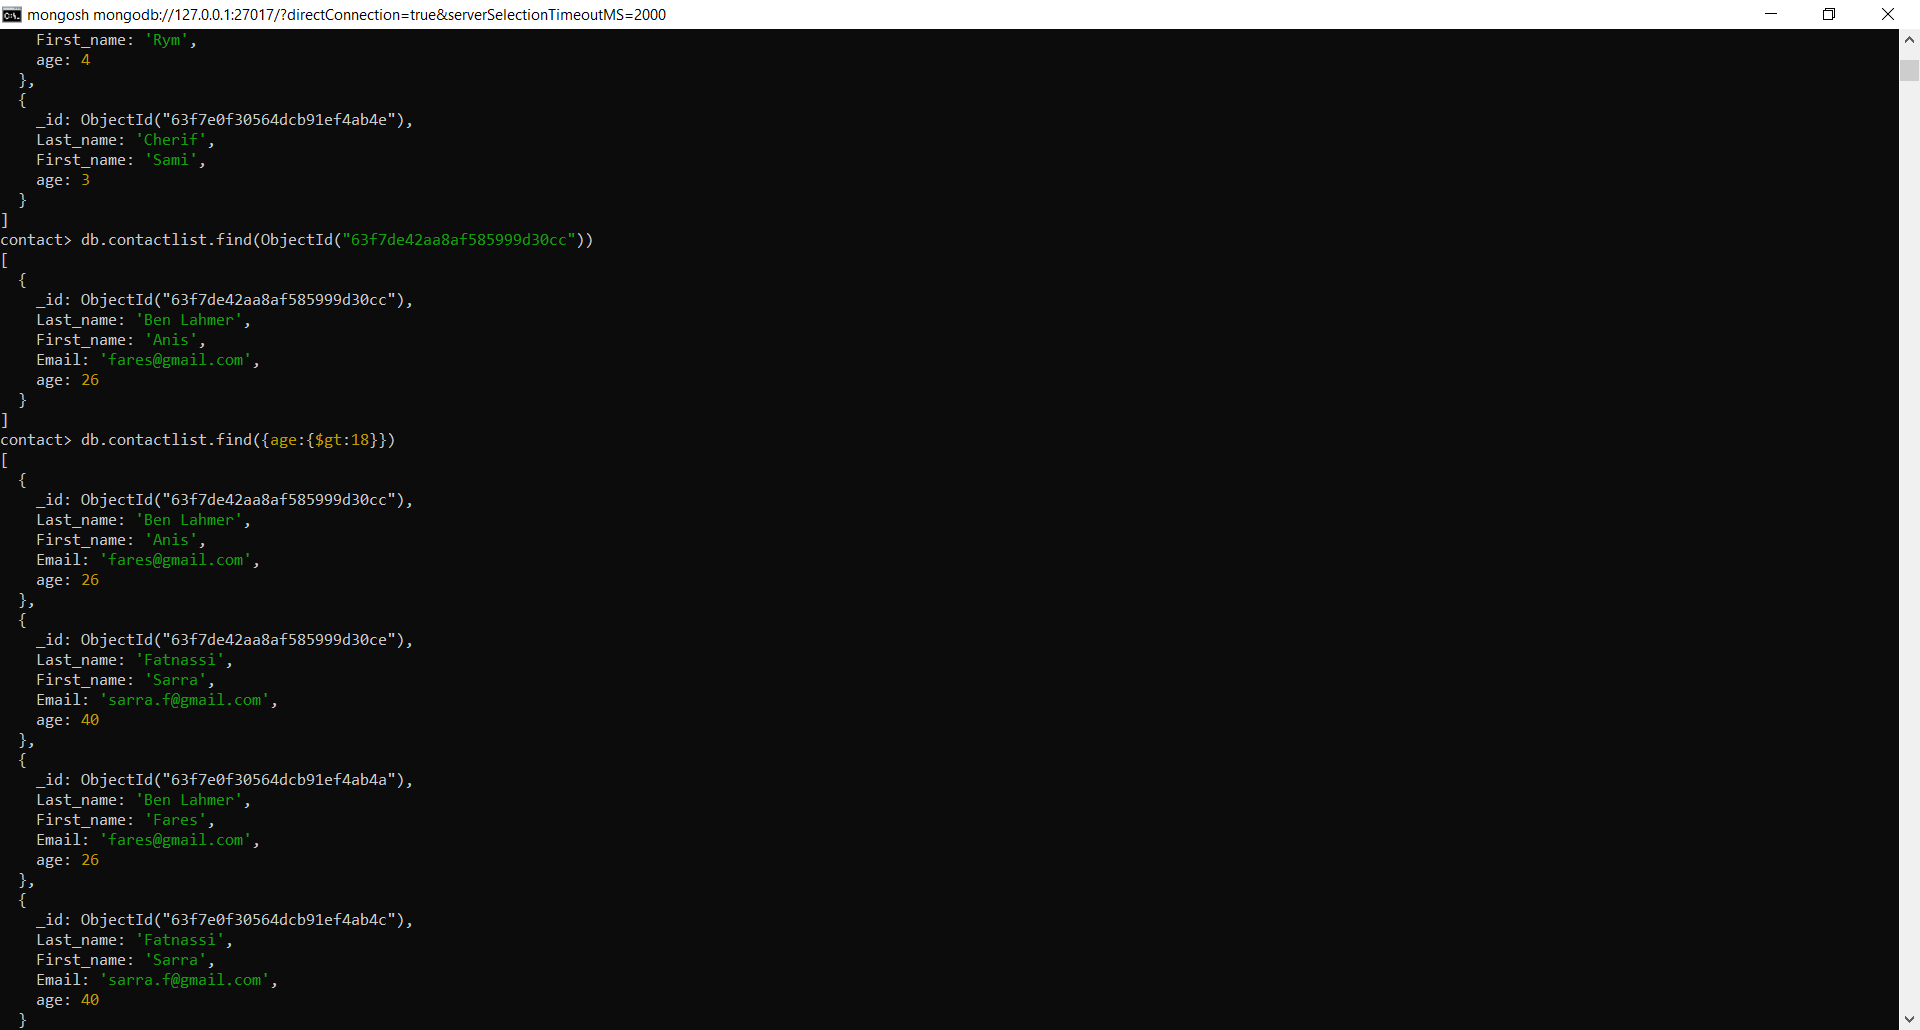 mongosh mongodb://127.0.0.1:27017/?directConnection=true&serverSelectionTimeoutMS=2000
    First_name: 'Rym',
    age: 4
  },
  {
    _id: ObjectId("63f7e0f30564dcb91ef4ab4e"),
    Last_name: 'Cherif',
    First_name: 'Sami',
    age: 3
  }
]
contact> db.contactlist.find(ObjectId("63f7de42aa8af585999d30cc"))
[
  {
    _id: ObjectId("63f7de42aa8af585999d30cc"),
    Last_name: 'Ben Lahmer',
    First_name: 'Anis',
    Email: 'fares@gmail.com',
    age: 26
  }
]
contact> db.contactlist.find({age:{$gt:18}})
[
  {
    _id: ObjectId("63f7de42aa8af585999d30cc"),
    Last_name: 'Ben Lahmer',
    First_name: 'Anis',
    Email: 'fares@gmail.com',
    age: 26
  },
  {
    _id: ObjectId("63f7de42aa8af585999d30ce"),
    Last_name: 'Fatnassi',
    First_name: 'Sarra',
    Email: 'sarra.f@gmail.com',
    age: 40
  },
  {
    _id: ObjectId("63f7e0f30564dcb91ef4ab4a"),
    Last_name: 'Ben Lahmer',
    First_name: 'Fares',
    Email: 'fares@gmail.com',
    age: 26
  },
  {
    _id: ObjectId("63f7e0f30564dcb91ef4ab4c"),
    Last_name: 'Fatnassi',
    First_name: 'Sarra',
    Email: 'sarra.f@gmail.com',
    age: 40
  }